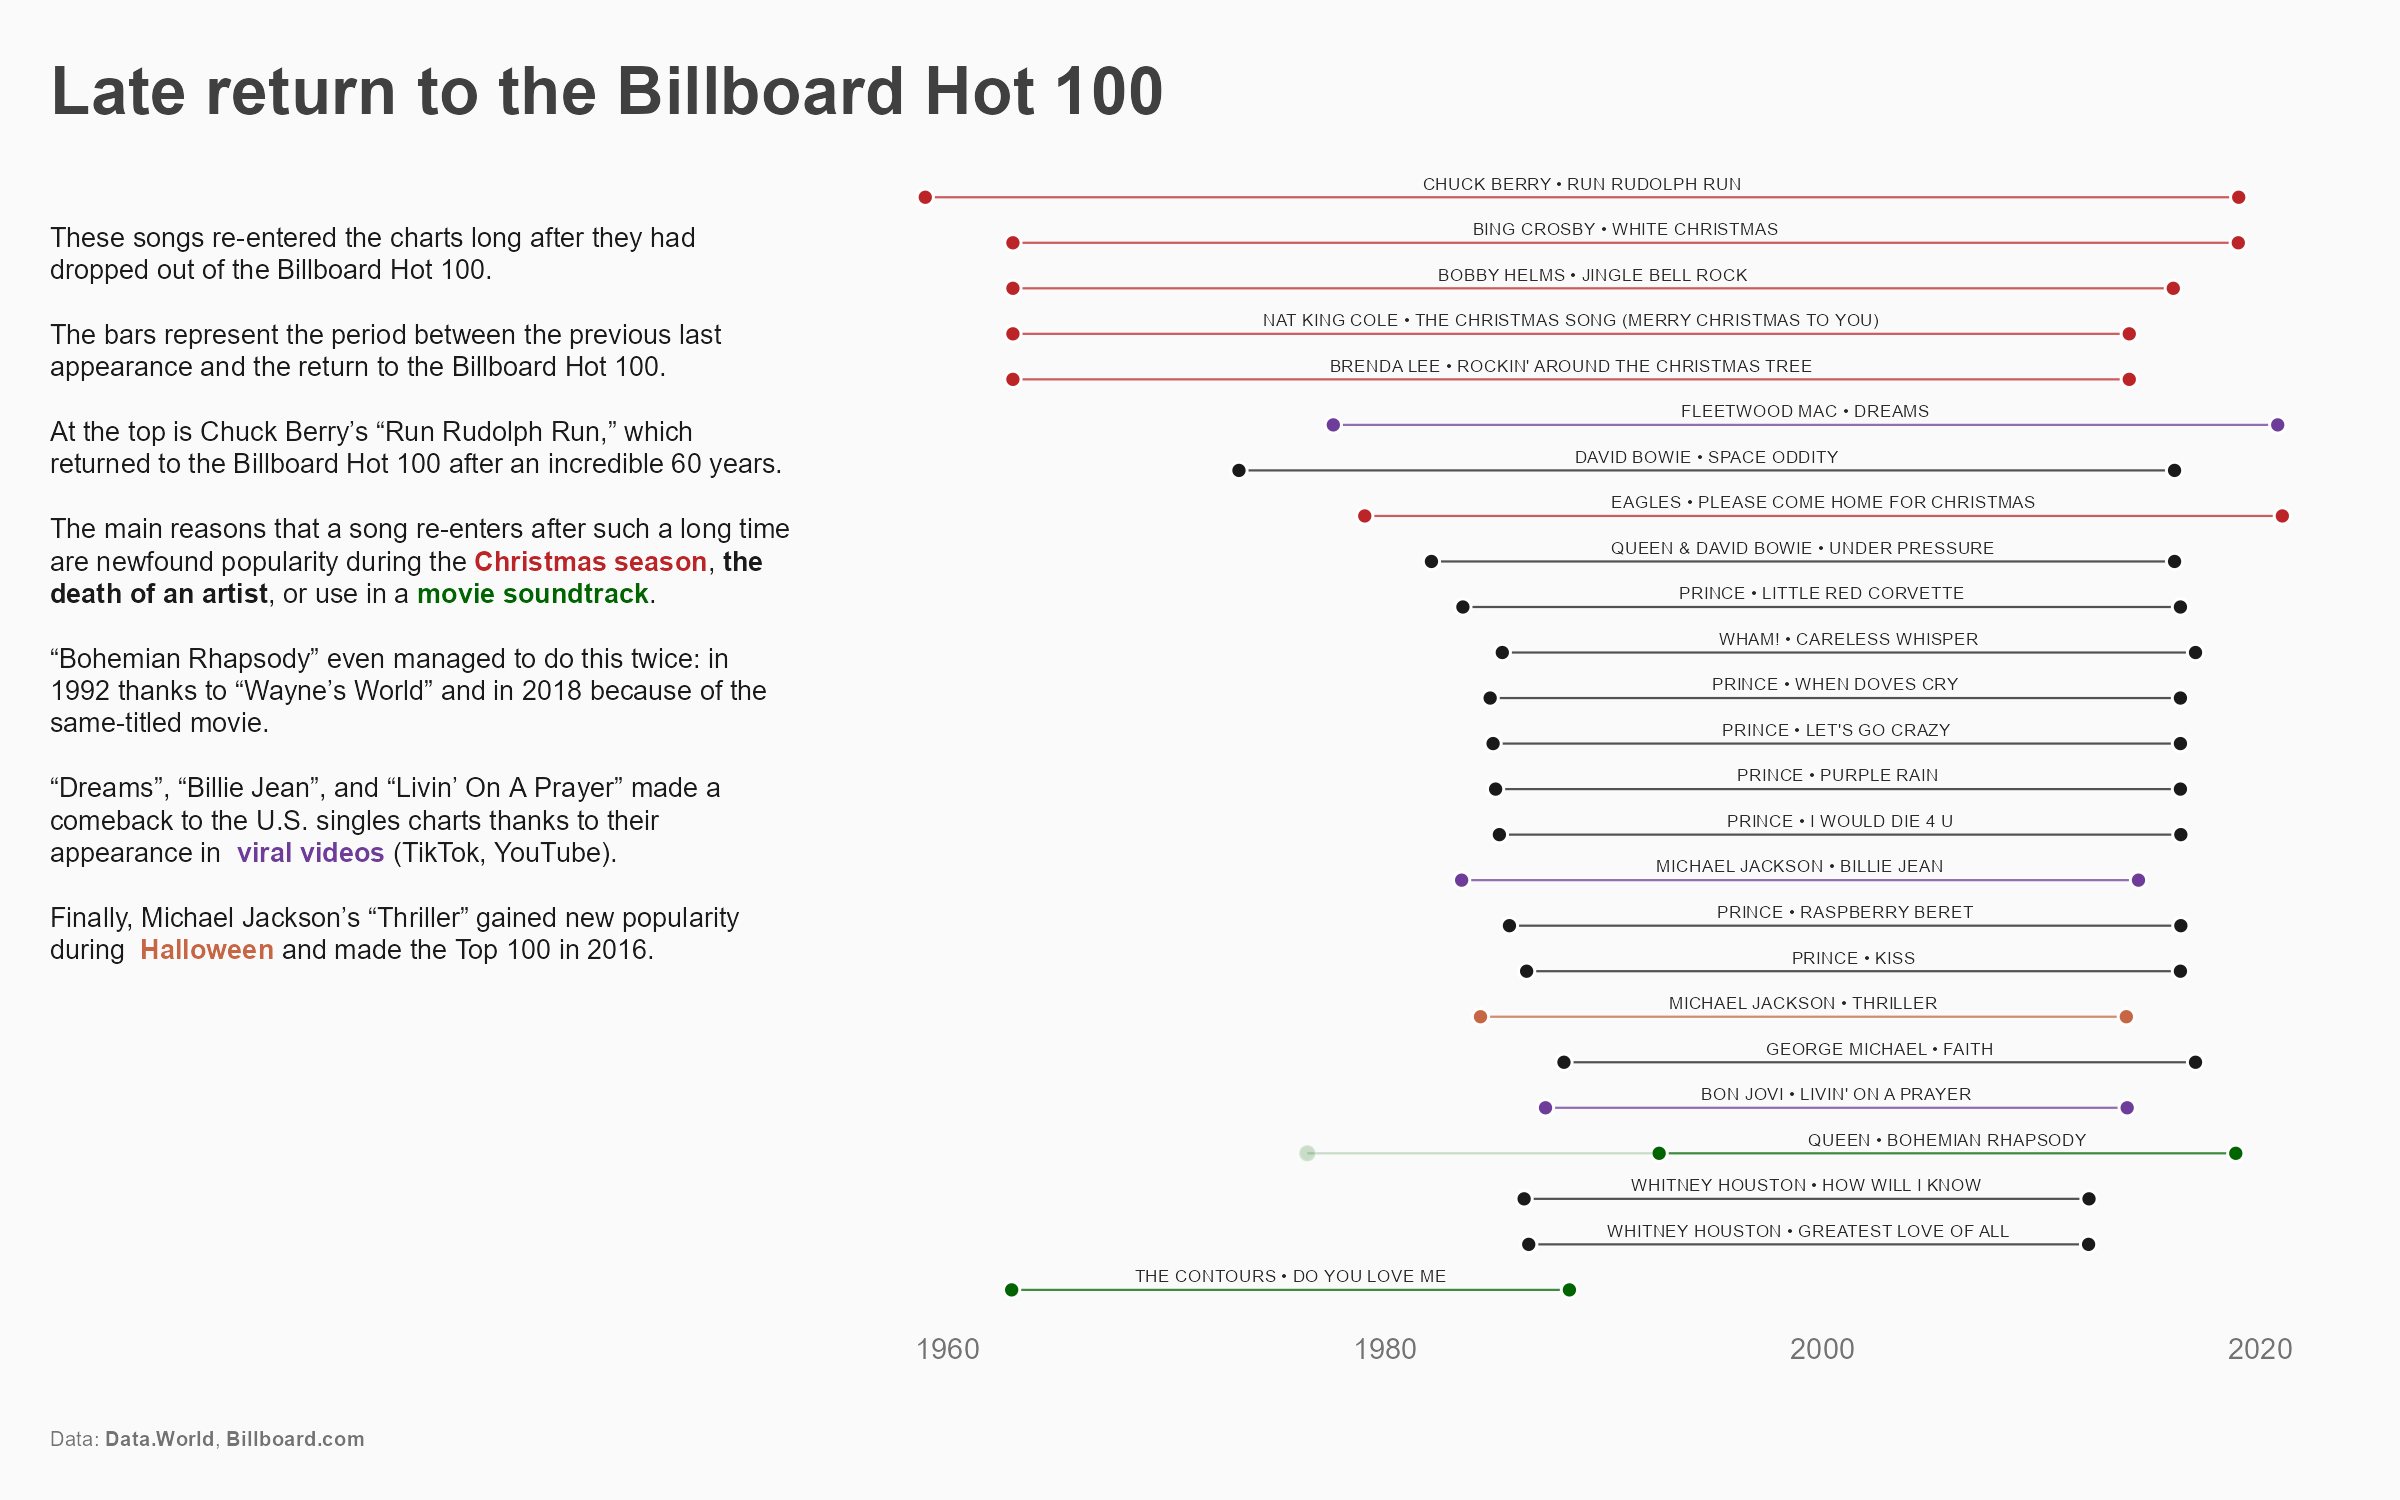 Late return to the Billboard Hot 100
These songs re-entered the charts long after they had
dropped out of the Billboard Hot 100.
The bars represent the period between the previous last
appearance and the return to the Billboard Hot 100.
At the top is Chuck Berry’s “Run Rudolph Run,” which
returned to the Billboard Hot 100 after an incredible 60 years.
The main reasons that a song re-enters after such a long time
are newfound popularity during the Christmas season, the
death of an artist, or use in a movie soundtrack.
“Bohemian Rhapsody” even managed to do this twice: in
1992 thanks to “Wayne’s World” and in 2018 because of the
same-titled movie.
“Dreams”, “Billie Jean”, and “Livin’ On A Prayer” made a
comeback to the U.S. singles charts thanks to their
appearance in viral videos (TikTok, YouTube).
Finally, Michael Jackson’s “Thriller” gained new popularity
during Halloween and made the Top 100 in 2016.
CHUCK BERRY • RUN RUDOLPH RUN
BING CROSBY • WHITE CHRISTMAS
BOBBY HELMS • JINGLE BELL ROCK
NAT KING COLE • THE CHRISTMAS SONG (MERRY CHRISTMAS TO YOU)
BRENDA LEE • ROCKIN' AROUND THE CHRISTMAS TREE
FLEETWOOD MAC • DREAMS
DAVID BOWIE • SPACE ODDITY
EAGLES • PLEASE COME HOME FOR CHRISTMAS
QUEEN & DAVID BOWIE • UNDER PRESSURE
PRINCE • LITTLE RED CORVETTE
WHAM! • CARELESS WHISPER
PRINCE • WHEN DOVES CRY
PRINCE • LET'S GO CRAZY
PRINCE • PURPLE RAIN
PRINCE • I WOULD DIE 4 U
MICHAEL JACKSON • BILLIE JEAN
PRINCE • RASPBERRY BERET
PRINCE • KISS
MICHAEL JACKSON • THRILLER
GEORGE MICHAEL • FAITH
BON JOVI • LIVIN' ON A PRAYER
QUEEN • BOHEMIAN RHAPSODY
WHITNEY HOUSTON • HOW WILL I KNOW
WHITNEY HOUSTON • GREATEST LOVE OF ALL
THE CONTOURS • DO YOU LOVE ME
1960 1980 2000 2020
Data: Data.World, Billboard.com